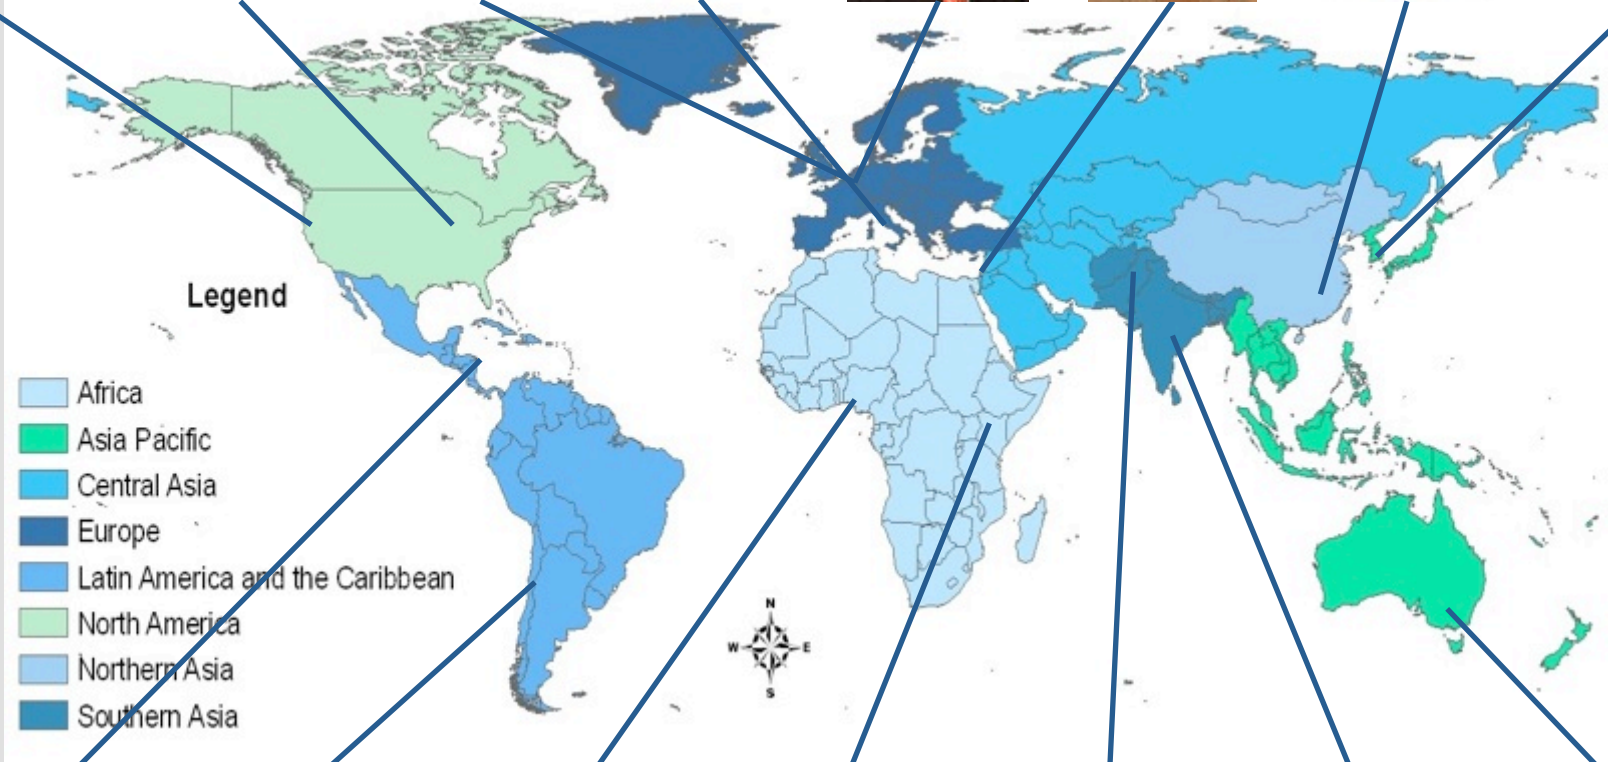 Legend
Africa
Asia Pacific
Central Asia
Europe
Latin America and the Caribbean
North America
Northern Asia
Southern Asia
N
W E
S